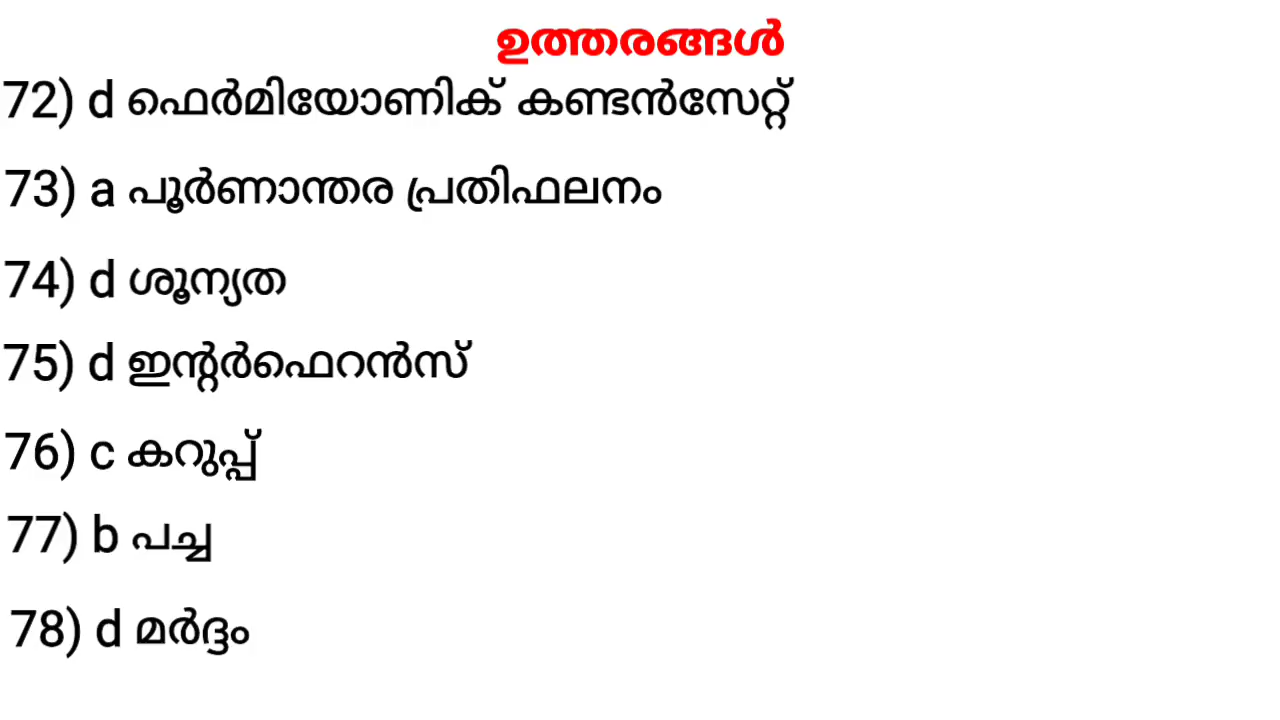 ഉത്തരങ്ങൾ
72) d ഫെർമിയോണിക് കണ്ടൻസേറ്റ്
73) a പൂർണാന്തര പ്രതിഫലനം
74) d ശൂന്യത
75) d ഇന്റർഫെറൻസ്
76) c കറുപ്പ്
77) b പച്ച
78) d മർദ്ദം